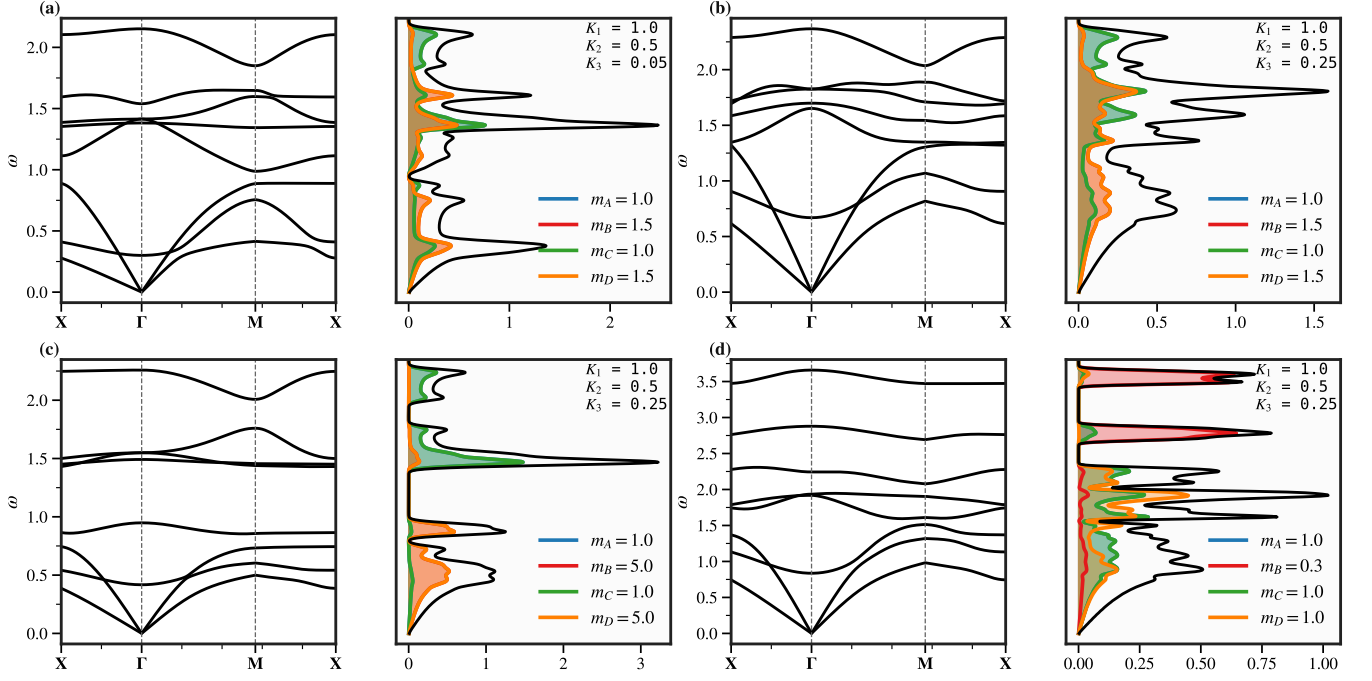 (a)
2.0
1.5
1.0
0.5
0.0
ω
X Γ M X
K1 = 1.0
K2 = 0.5
K3 = 0.05
mA = 1.0
mB = 1.5
mC = 1.0
mD = 1.5
0 1 2
(b)
2.0
1.5
1.0
0.5
0.0
ω
X Γ M X
K1 = 1.0
K2 = 0.5
K3 = 0.25
mA = 1.0
mB = 1.5
mC = 1.0
mD = 1.5
0.0 0.5 1.0 1.5
(c)
2.0
1.5
1.0
0.5
0.0
ω
X Γ M X
K1 = 1.0
K2 = 0.5
K3 = 0.25
mA = 1.0
mB = 5.0
mC = 1.0
mD = 5.0
0 1 2 3
(d)
3.5
3.0
2.5
2.0
1.5
1.0
0.5
0.0
ω
X Γ M X
K1 = 1.0
K2 = 0.5
K3 = 0.25
mA = 1.0
mB = 0.3
mC = 1.0
mD = 1.0
0.00 0.25 0.50 0.75 1.00